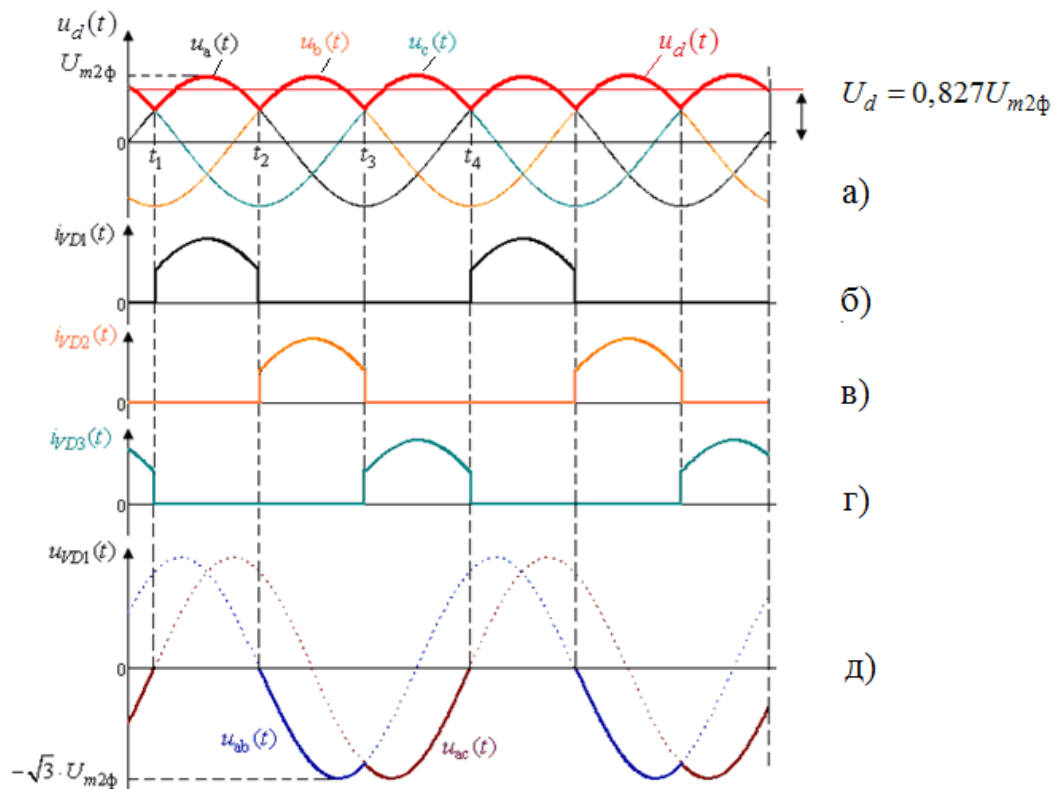 u_d(t)
U_m2ф
u_a(t)
u_b(t)
u_c(t)
u_d(t)
U_d = 0,827U_m2ф
0
t_1
t_2
t_3
t_4
а)
i_VD1(t)
0
б)
i_VD2(t)
0
в)
i_VD3(t)
0
г)
u_VD1(t)
0
д)
u_ab(t)
u_ac(t)
−√3·U_m2ф